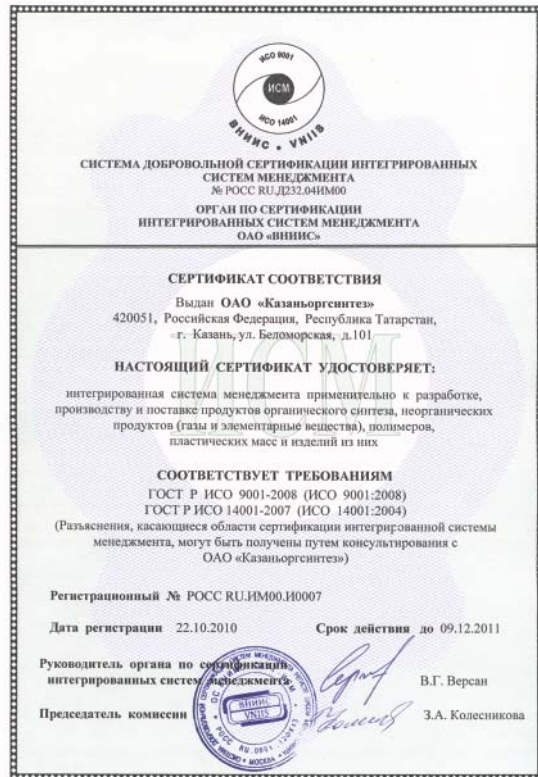 ИСО 9001
ИСМ
ИСО 14001
ВНИИС • VNIIS
СИСТЕМА ДОБРОВОЛЬНОЙ СЕРТИФИКАЦИИ ИНТЕГРИРОВАННЫХ
СИСТЕМ МЕНЕДЖМЕНТА
№ РОСС RU.Д232.04ИМ00
ОРГАН ПО СЕРТИФИКАЦИИ
ИНТЕГРИРОВАННЫХ СИСТЕМ МЕНЕДЖМЕНТА
ОАО «ВНИИС»
СЕРТИФИКАТ СООТВЕТСТВИЯ
Выдан ОАО «Казаньоргсинтез»
420051, Российская Федерация, Республика Татарстан,
г. Казань, ул. Беломорская, д.101
ИСМ
НАСТОЯЩИЙ СЕРТИФИКАТ УДОСТОВЕРЯЕТ:
интегрированная система менеджмента применительно к разработке,
производству и поставке продуктов органического синтеза, неорганических
продуктов (газы и элементарные вещества), полимеров,
пластических масс и изделий из них
СООТВЕТСТВУЕТ ТРЕБОВАНИЯМ
ГОСТ Р ИСО 9001-2008 (ИСО 9001:2008)
ГОСТ Р ИСО 14001-2007 (ИСО 14001:2004)
(Разъяснения, касающиеся области сертификации интегрированной системы
менеджмента, могут быть получены путем консультирования с
ОАО «Казаньоргсинтез»)
Регистрационный № РОСС RU.ИМ00.И0007
Дата регистрации 22.10.2010 Срок действия до 09.12.2011
Руководитель органа по сертификации
интегрированных систем менеджмента В.Г. Версан
Председатель комиссии З.А. Колесникова
ВНИИС
VNIIS
МОСКВА